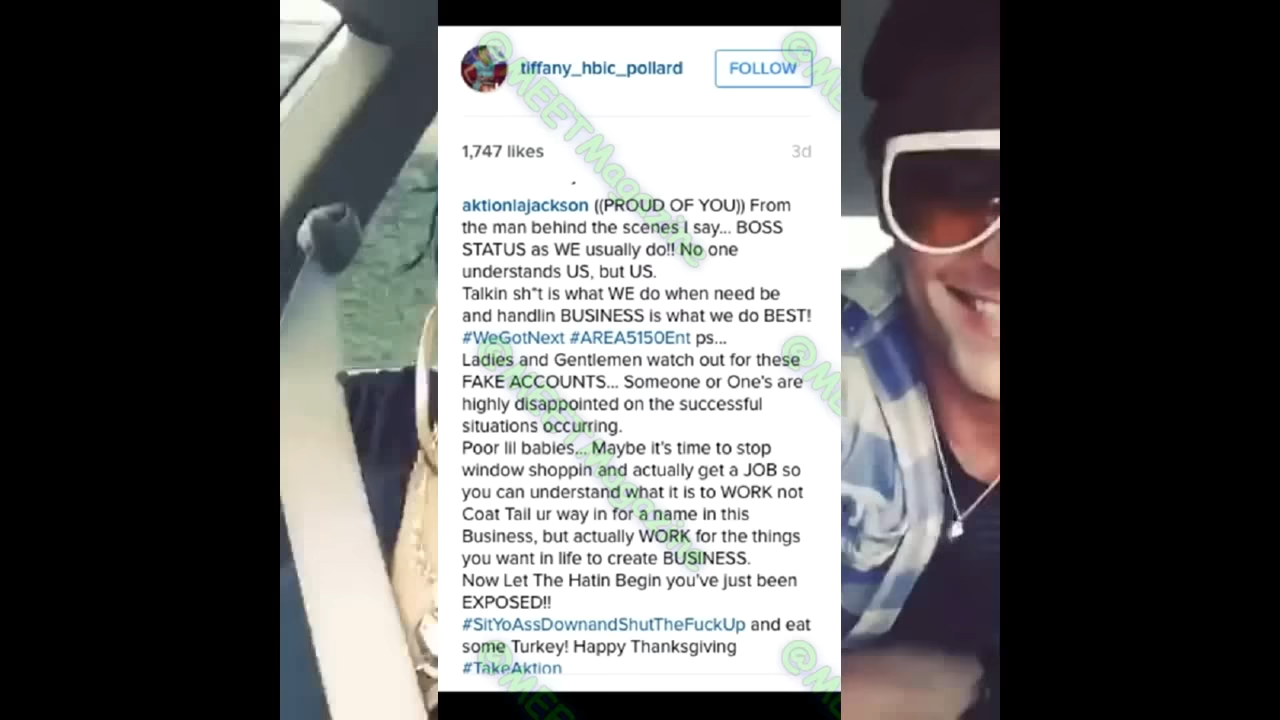 tiffany_hbic_pollard
FOLLOW
1,747 likes
3d
aktionlajackson ((PROUD OF YOU)) From
the man behind the scenes I say... BOSS
STATUS as WE usually do!! No one
understands US, but US.
Talkin sh*t is what WE do when need be
and handlin BUSINESS is what we do BEST!
#WeGotNext #AREA5150Ent ps...
Ladies and Gentlemen watch out for these
FAKE ACCOUNTS... Someone or One's are
highly disappointed on the successful
situations occurring.
Poor lil babies... Maybe it's time to stop
window shoppin and actually get a JOB so
you can understand what it is to WORK not
Coat Tail ur way in for a name in this
Business, but actually WORK for the things
you want in life to create BUSINESS.
Now Let The Hatin Begin you've just been
EXPOSED!!
#SitYoAssDownandShutTheFuckUp and eat
some Turkey! Happy Thanksgiving
#TakeAktion
@MEETMagazine
@MEETMagazine
@ME
@ME
@MEETM
@ME